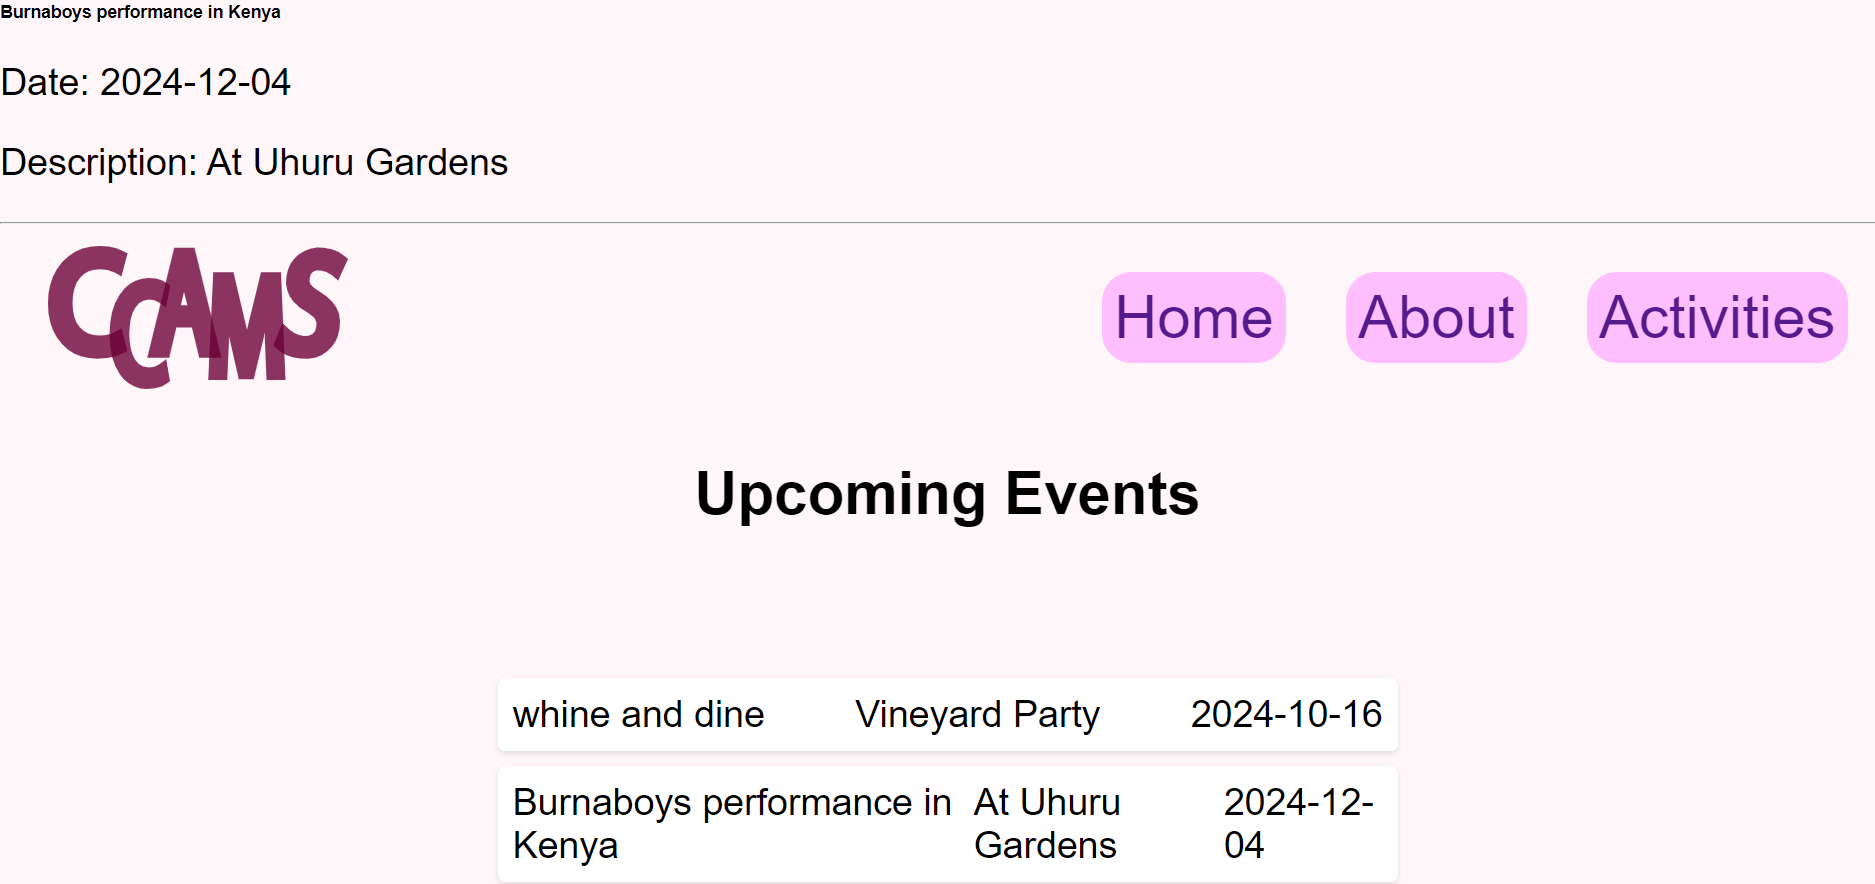 Burnaboys performance in Kenya
Date: 2024-12-04
Description: At Uhuru Gardens
CCAMS
Home About Activities
Upcoming Events
whine and dine Vineyard Party 2024-10-16
Burnaboys performance in At Uhuru 2024-12-
Kenya Gardens 04